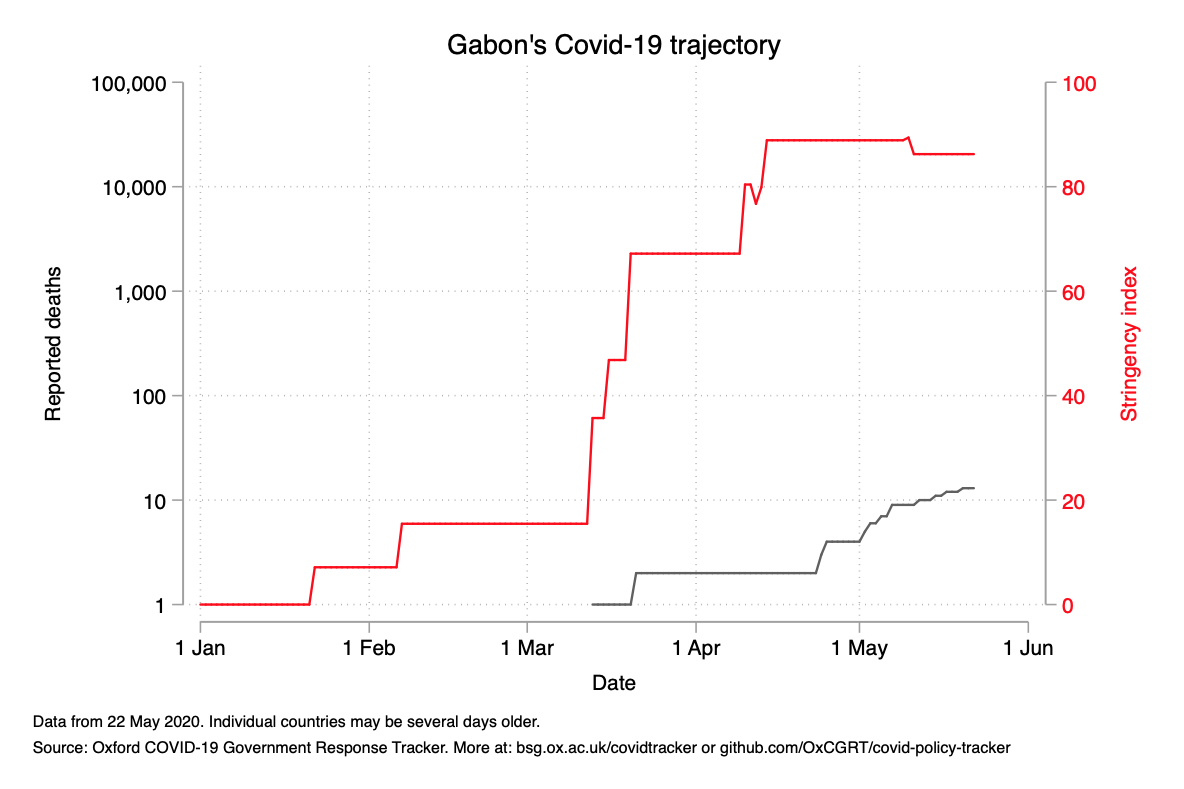 Gabon's Covid-19 trajectory
100,000
10,000
1,000
100
10
1
Reported deaths
100
80
60
40
20
0
Stringency index
1 Jan
1 Feb
1 Mar
1 Apr
1 May
1 Jun
Date
Data from 22 May 2020. Individual countries may be several days older.
Source: Oxford COVID-19 Government Response Tracker. More at: bsg.ox.ac.uk/covidtracker or github.com/OxCGRT/covid-policy-tracker